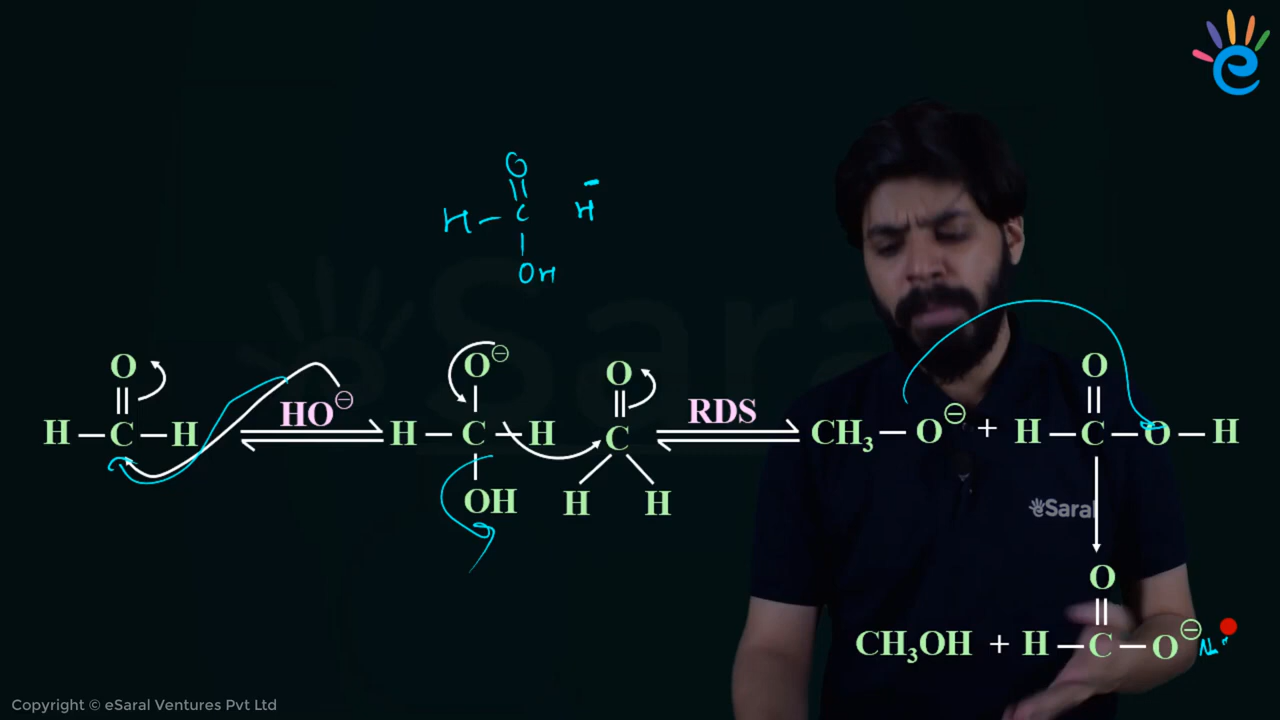 O
||
H – C H⁻
|
OH
O
||
H – C – H
HO⊖
O⊖
|
H – C – H
|
OH
O
||
C
H H
RDS
CH₃ – O⊖ + H – C – O – H
O
||
eSaral
O
||
CH₃OH + H – C – O⊖
Copyright © eSaral Ventures Pvt Ltd